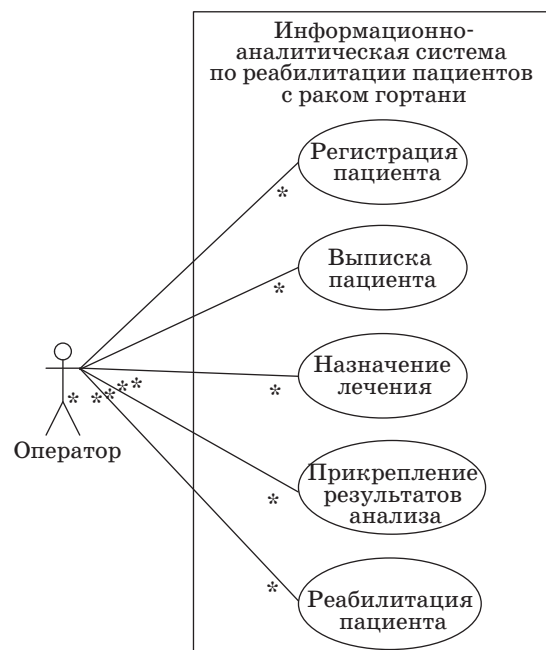 Информационно-
аналитическая система
по реабилитации пациентов
с раком гортани
Регистрация
пациента
*
Выписка
пациента
*
Назначение
лечения
*
* * * * *
Оператор
Прикрепление
результатов
анализа
*
Реабилитация
пациента
*